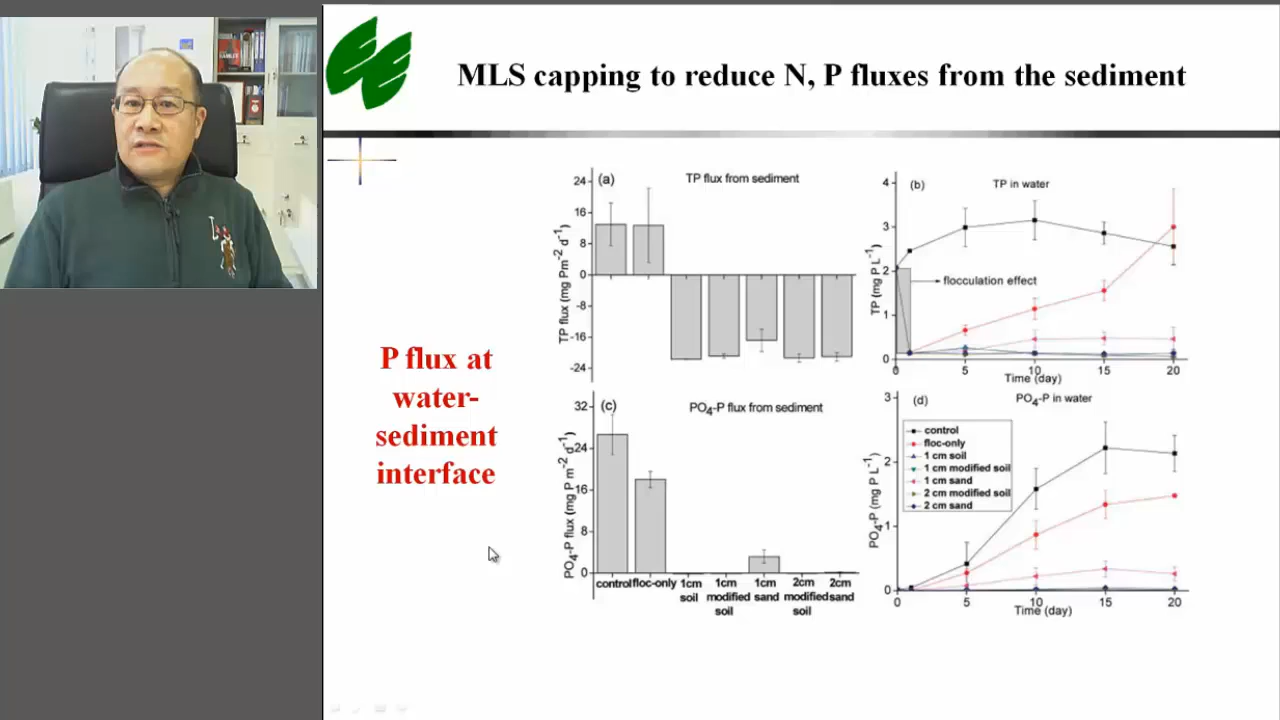 MLS capping to reduce N, P fluxes from the sediment
P flux at
water-
sediment
interface
(a)
TP flux from sediment
TP flux (mg Pm⁻² d⁻¹)
24
16
8
0
-8
-16
-24
(b)
TP in water
TP (mg P L⁻¹)
4
3
2
1
0
flocculation effect
0 5 10 15 20
Time (day)
(c)
PO₄-P flux from sediment
PO₄-P flux (mg P m⁻² d⁻¹)
32
24
16
8
0
control floc-only 1cm 1cm 1cm 2cm 2cm
soil modified sand modified sand
soil soil
(d)
PO₄-P in water
PO₄-P (mg P L⁻¹)
3
2
1
0
control
floc-only
1 cm soil
1 cm modified soil
1 cm sand
2 cm modified soil
2 cm sand
0 5 10 15 20
Time (day)